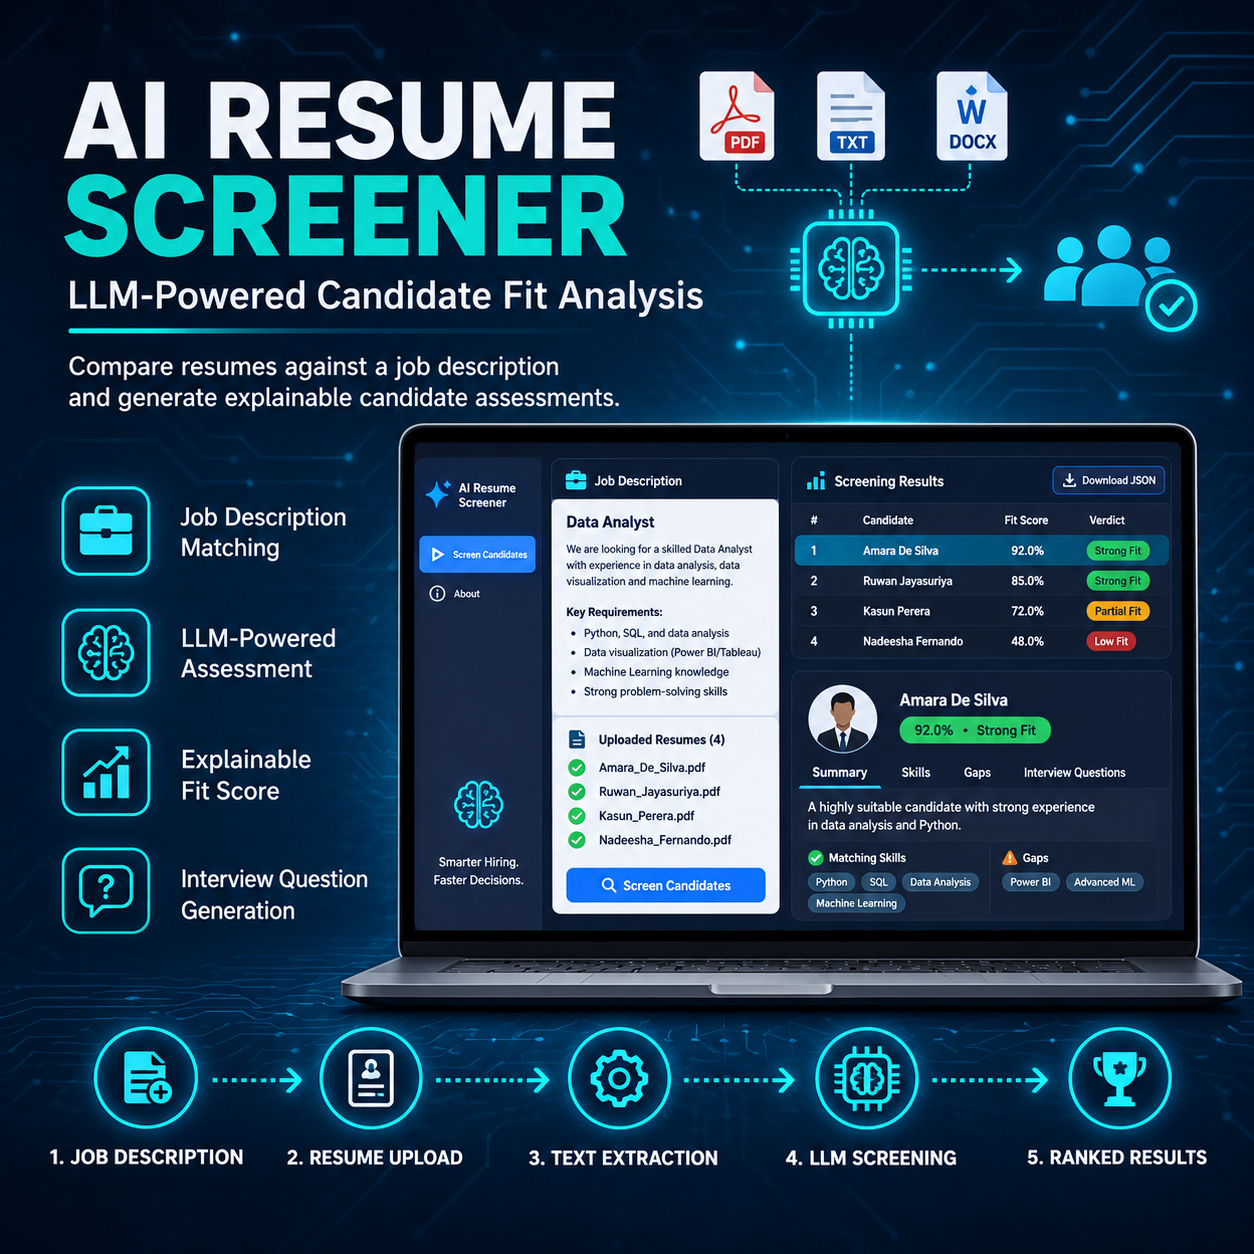 AI RESUME
SCREENER
LLM-Powered Candidate Fit Analysis
Compare resumes against a job description
and generate explainable candidate assessments.
PDF
TXT
W
DOCX
Job Description
Matching
LLM-Powered
Assessment
Explainable
Fit Score
?
Interview Question
Generation
AI Resume
Screener
Screen Candidates
About
Smarter Hiring.
Faster Decisions.
Job Description
Data Analyst
We are looking for a skilled Data Analyst
with experience in data analysis, data
visualization and machine learning.
Key Requirements:
• Python, SQL, and data analysis
• Data visualization (Power BI/Tableau)
• Machine Learning knowledge
• Strong problem-solving skills
Uploaded Resumes (4)
Amara_De_Silva.pdf
Ruwan_Jayasuriya.pdf
Kasun_Perera.pdf
Nadeesha_Fernando.pdf
Screen Candidates
Screening Results
Download JSON
# Candidate Fit Score Verdict
1 Amara De Silva 92.0% Strong Fit
2 Ruwan Jayasuriya 85.0% Strong Fit
3 Kasun Perera 72.0% Partial Fit
4 Nadeesha Fernando 48.0% Low Fit
Amara De Silva
92.0% • Strong Fit
Summary Skills Gaps Interview Questions
A highly suitable candidate with strong experience
in data analysis and Python.
Matching Skills
Python SQL Data Analysis
Machine Learning
Gaps
Power BI Advanced ML
1. JOB DESCRIPTION
2. RESUME UPLOAD
3. TEXT EXTRACTION
4. LLM SCREENING
5. RANKED RESULTS